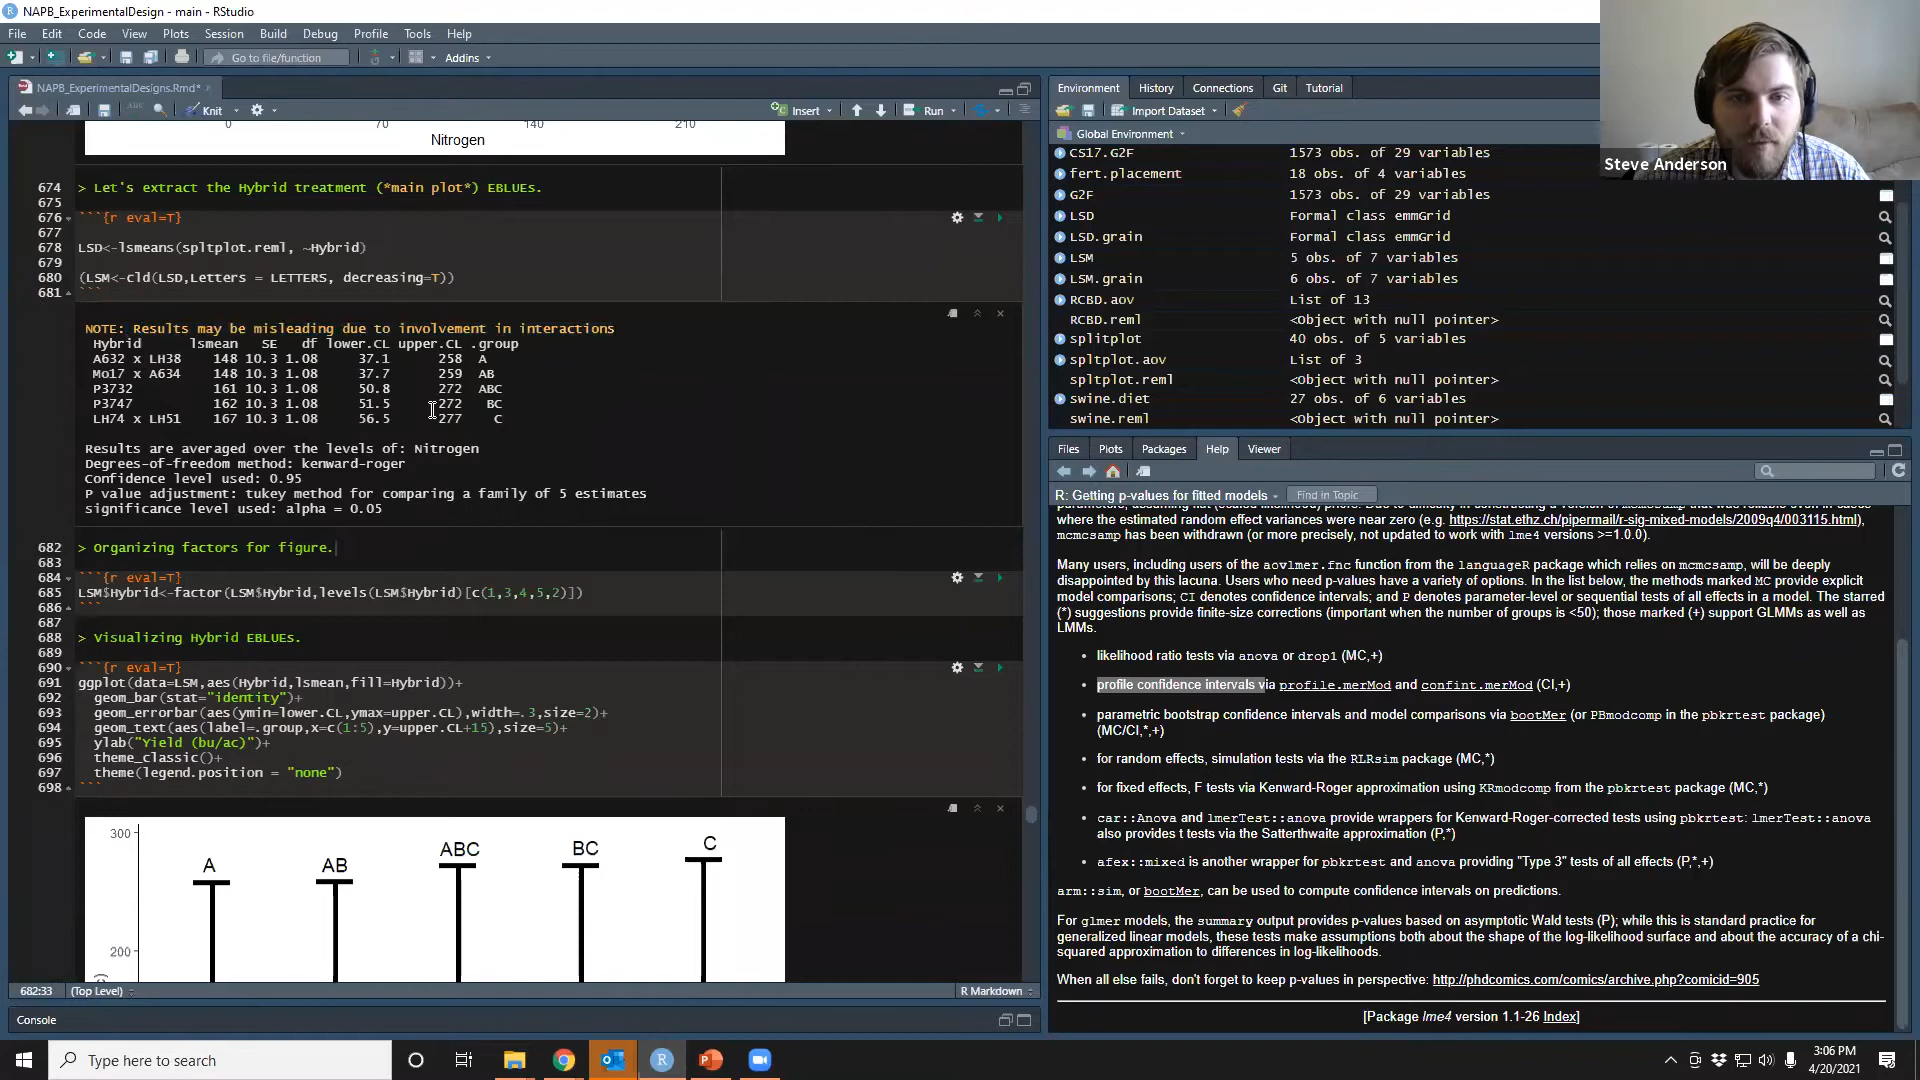 NAPB_ExperimentalDesign - main - RStudio
File Edit Code View Plots Session Build Debug Profile Tools Help
Go to file/function Addins
NAPB_ExperimentalDesigns.Rmd*
Knit Insert Run
0 70 140 210
Nitrogen
674 > Let's extract the Hybrid treatment (*main plot*) EBLUEs.
675
676 ```{r eval=T}
677
678 LSD<-lsmeans(spltplot.reml, ~Hybrid)
679
680 (LSM<-cld(LSD,Letters = LETTERS, decreasing=T))
681 ```
NOTE: Results may be misleading due to involvement in interactions
Hybrid lsmean SE df lower.CL upper.CL .group
A632 x LH38 148 10.3 1.08 37.1 258 A
Mo17 x A634 148 10.3 1.08 37.7 259 AB
P3732 161 10.3 1.08 50.8 272 ABC
P3747 162 10.3 1.08 51.5 272 BC
LH74 x LH51 167 10.3 1.08 56.5 277 C
Results are averaged over the levels of: Nitrogen
Degrees-of-freedom method: kenward-roger
Confidence level used: 0.95
P value adjustment: tukey method for comparing a family of 5 estimates
significance level used: alpha = 0.05
682 > Organizing factors for figure.
683
684 ```{r eval=T}
685 LSM$Hybrid<-factor(LSM$Hybrid,levels(LSM$Hybrid)[c(1,3,4,5,2)])
686 ```
687
688 > Visualizing Hybrid EBLUEs.
689
690 ```{r eval=T}
691 ggplot(data=LSM,aes(Hybrid,lsmean,fill=Hybrid))+
692 geom_bar(stat="identity")+
693 geom_errorbar(aes(ymin=lower.CL,ymax=upper.CL),width=.3,size=2)+
694 geom_text(aes(label=.group,x=c(1:5),y=upper.CL+15),size=5)+
695 ylab("Yield (bu/ac)")+
696 theme_classic()+
697 theme(legend.position = "none")
698 ```
300
A AB ABC BC C
200
682:33 (Top Level) R Markdown
Console
Environment History Connections Git Tutorial
Import Dataset
Global Environment
CS17.G2F 1573 obs. of 29 variables
fert.placement 18 obs. of 4 variables
G2F 1573 obs. of 29 variables
LSD Formal class emmGrid
LSD.grain Formal class emmGrid
LSM 5 obs. of 7 variables
LSM.grain 6 obs. of 7 variables
RCBD.aov List of 13
RCBD.reml <Object with null pointer>
splitplot 40 obs. of 5 variables
spltplot.aov List of 3
spltplot.reml <Object with null pointer>
swine.diet 27 obs. of 6 variables
swine.reml <Object with null pointer>
Steve Anderson
Files Plots Packages Help Viewer
R: Getting p-values for fitted models Find in Topic
where the estimated random effect variances were near zero (e.g. https://stat.ethz.ch/pipermail/r-sig-mixed-models/2009q4/003115.html),
mcmcsamp has been withdrawn (or more precisely, not updated to work with lme4 versions >=1.0.0).
Many users, including users of the aovlmer.fnc function from the languageR package which relies on mcmcsamp, will be deeply
disappointed by this lacuna. Users who need p-values have a variety of options. In the list below, the methods marked MC provide explicit
model comparisons; CI denotes confidence intervals; and P denotes parameter-level or sequential tests of all effects in a model. The starred
(*) suggestions provide finite-size corrections (important when the number of groups is <50); those marked (+) support GLMMs as well as
LMMs.
• likelihood ratio tests via anova or drop1 (MC,+)
• profile confidence intervals via profile.merMod and confint.merMod (CI,+)
• parametric bootstrap confidence intervals and model comparisons via bootMer (or PBmodcomp in the pbkrtest package)
(MC/CI,*,+)
• for random effects, simulation tests via the RLRsim package (MC,*)
• for fixed effects, F tests via Kenward-Roger approximation using KRmodcomp from the pbkrtest package (MC,*)
• car::Anova and lmerTest::anova provide wrappers for Kenward-Roger-corrected tests using pbkrtest: lmerTest::anova
also provides t tests via the Satterthwaite approximation (P,*)
• afex::mixed is another wrapper for pbkrtest and anova providing "Type 3" tests of all effects (P,*,+)
arm::sim, or bootMer, can be used to compute confidence intervals on predictions.
For glmer models, the summary output provides p-values based on asymptotic Wald tests (P); while this is standard practice for
generalized linear models, these tests make assumptions both about the shape of the log-likelihood surface and about the accuracy of a chi-
squared approximation to differences in log-likelihoods.
When all else fails, don't forget to keep p-values in perspective: http://phdcomics.com/comics/archive.php?comicid=905
[Package lme4 version 1.1-26 Index]
Type here to search
3:06 PM
4/20/2021